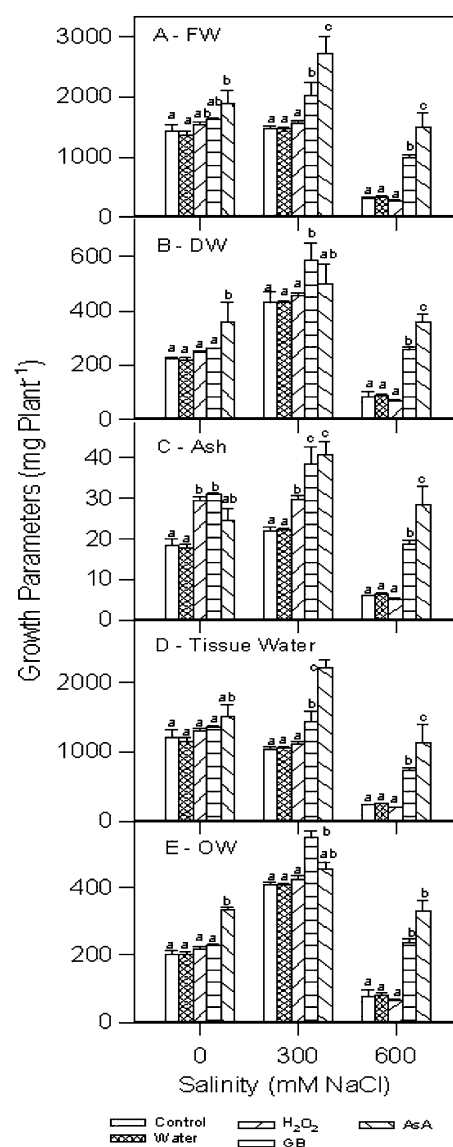 Growth Parameters (mg Plant-1)
A - FW
3000
2000
1000
0
a a ab ab b
a a a b c
a a a b c
B - DW
600
400
200
0
a a a a b
a a a b ab
a a a b c
C - Ash
40
30
20
10
0
a a b b ab
a a b c c
a a a b c
D - Tissue Water
2000
1000
0
a a a a ab
a a a b c
a a a b c
E - OW
400
200
0
a a a a b
a a a b ab
a a a b b
0 300 600
Salinity (mM NaCl)
Control H2O2 AsA
Water GB